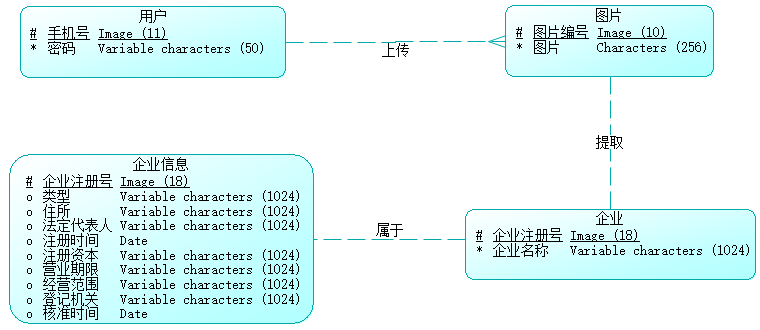 用户
# 手机号 Image (11)
* 密码 Variable characters (50)
上传
图片
# 图片编号 Image (10)
* 图片 Characters (256)
提取
企业信息
# 企业注册号 Image (18)
o 类型 Variable characters (1024)
o 住所 Variable characters (1024)
o 法定代表人 Variable characters (1024)
o 注册时间 Date
o 注册资本 Variable characters (1024)
o 营业期限 Variable characters (1024)
o 经营范围 Variable characters (1024)
o 登记机关 Variable characters (1024)
o 核准时间 Date
属于
企业
# 企业注册号 Image (18)
* 企业名称 Variable characters (1024)